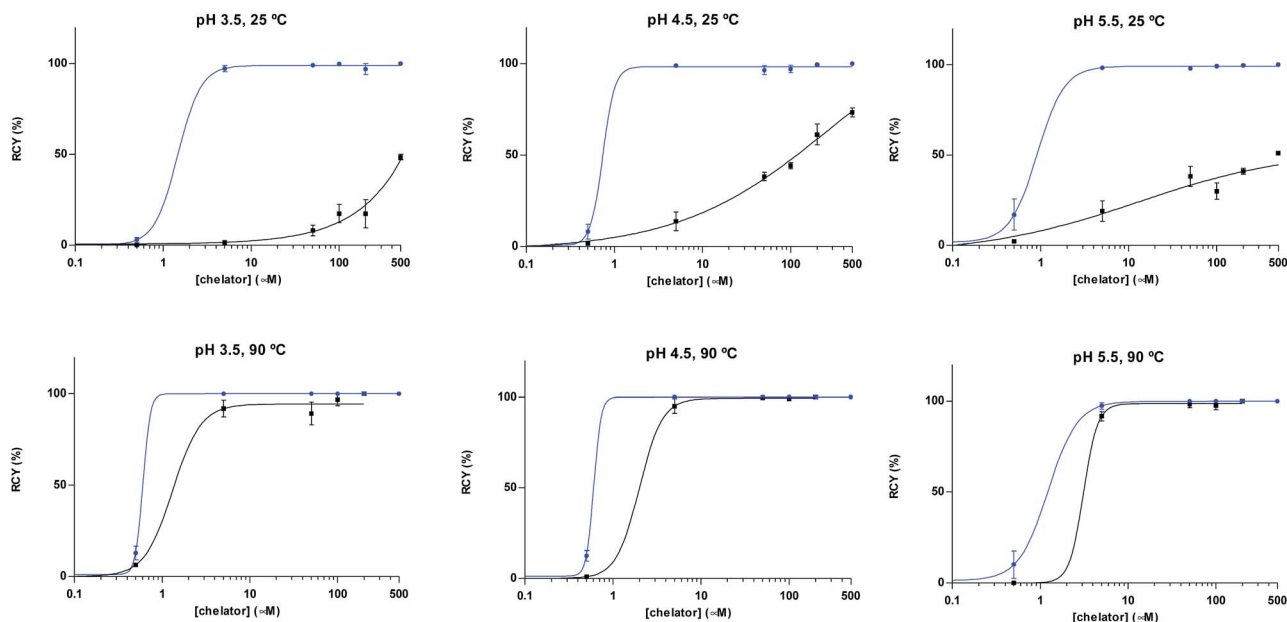 pH 3.5, 25 ºC
100
50
0
RCY (%)
0.1 1 10 100 500
[chelator] (∝M)
pH 4.5, 25 ºC
100
50
0
RCY (%)
0.1 1 10 100 500
[chelator] (∝M)
pH 5.5, 25 ºC
100
50
0
RCY (%)
0.1 1 10 100 500
[chelator] (∝M)
pH 3.5, 90 ºC
100
50
0
RCY (%)
0.1 1 10 100 500
[chelator] (∝M)
pH 4.5, 90 ºC
100
50
0
RCY (%)
0.1 1 10 100 500
[chelator] (∝M)
pH 5.5, 90 ºC
100
50
0
RCY (%)
0.1 1 10 100 500
[chelator] (∝M)